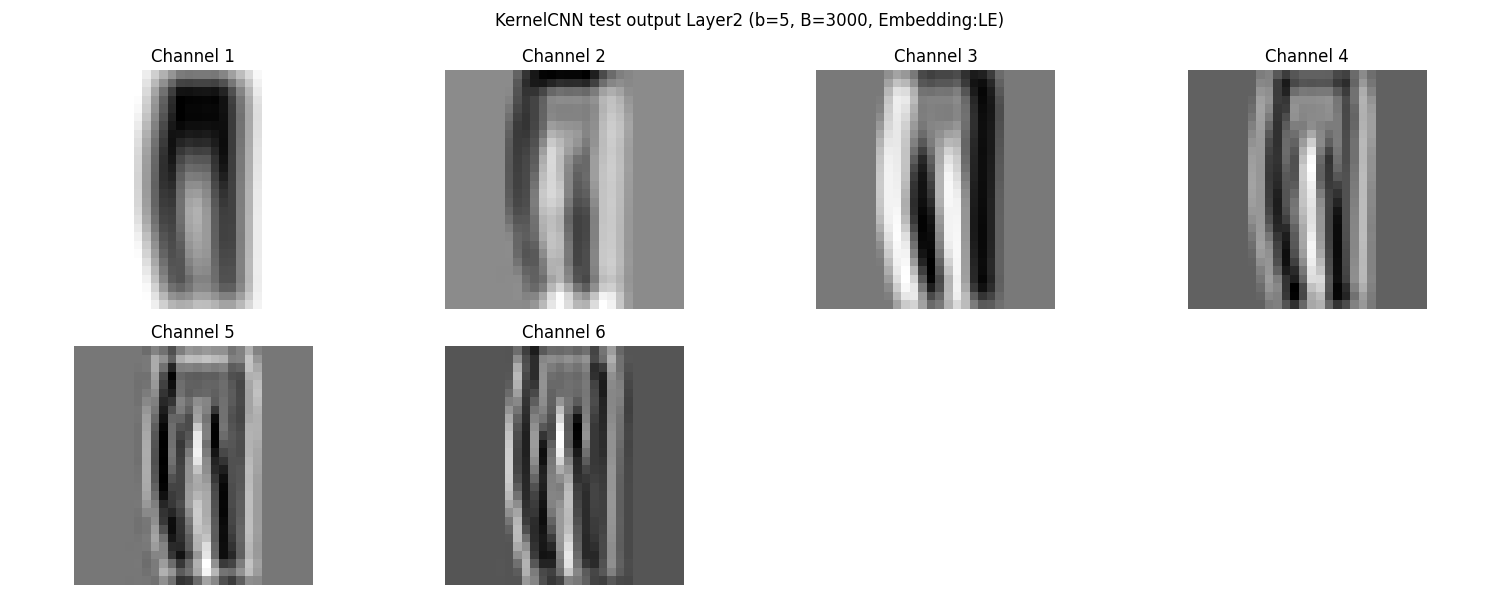 KernelCNN test output Layer2 (b=5, B=3000, Embedding:LE)
Channel 1
Channel 2
Channel 3
Channel 4
Channel 5
Channel 6